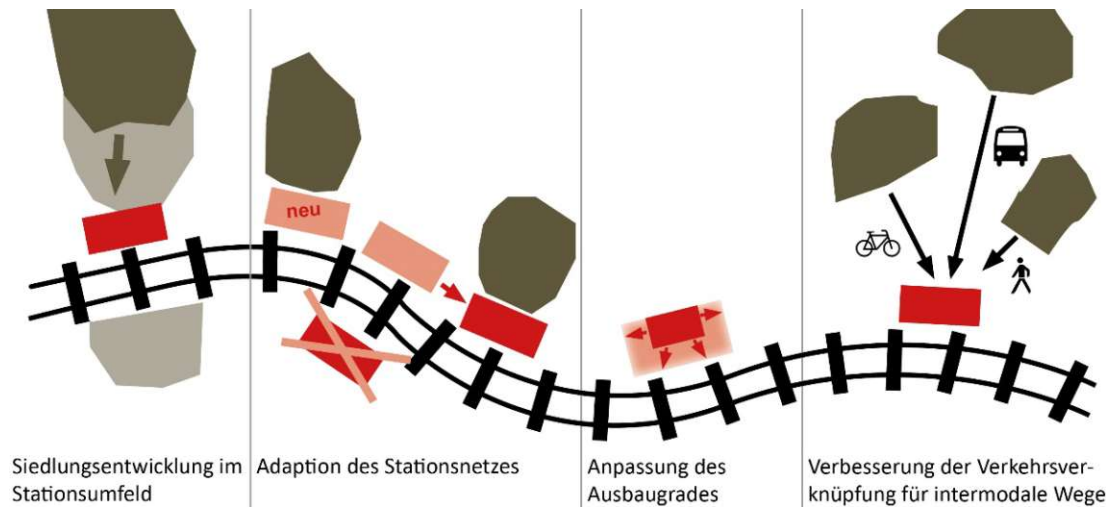 neu
Siedlungsentwicklung im
Stationsumfeld
Adaption des Stationsnetzes
Anpassung des
Ausbaugrades
Verbesserung der Verkehrsver-
knüpfung für intermodale Wege